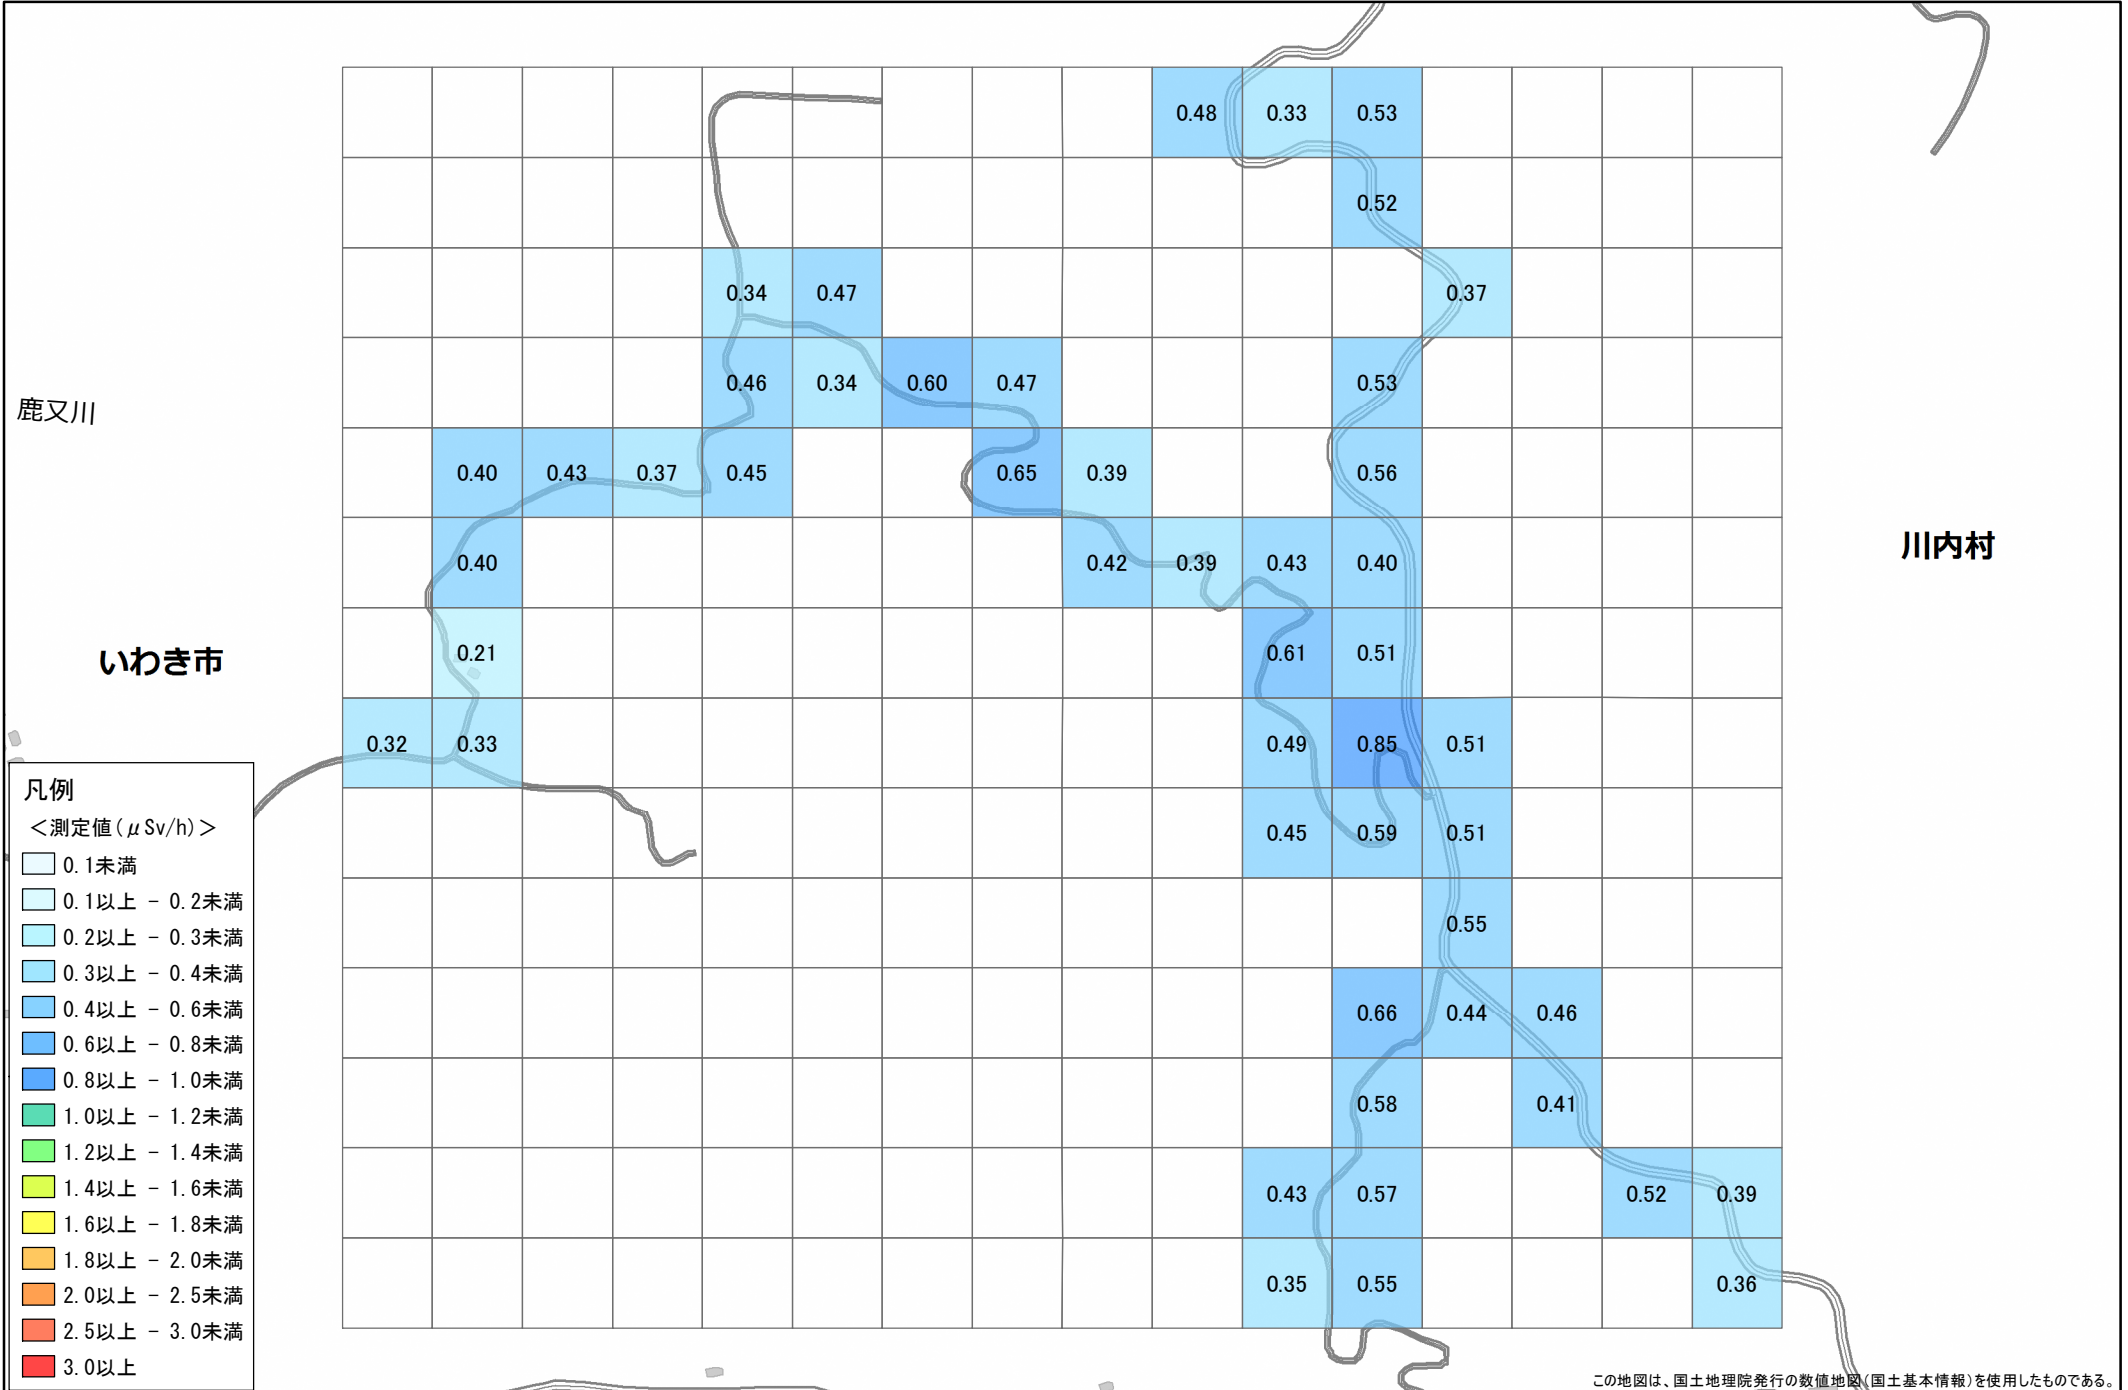 0.48 0.33 0.53
0.52
0.34 0.47 0.37
0.46 0.34 0.60 0.47 0.53
鹿又川
0.40 0.43 0.37 0.45 0.65 0.39 0.56
0.40 0.42 0.39 0.43 0.40
川内村
0.21 0.61 0.51
いわき市
0.32 0.33 0.49 0.85 0.51
0.45 0.59 0.51
0.55
0.66 0.44 0.46
0.58 0.41
0.43 0.57 0.52 0.39
0.35 0.55 0.36
凡例
＜測定値(μSv/h)＞
0.1未満
0.1以上 - 0.2未満
0.2以上 - 0.3未満
0.3以上 - 0.4未満
0.4以上 - 0.6未満
0.6以上 - 0.8未満
0.8以上 - 1.0未満
1.0以上 - 1.2未満
1.2以上 - 1.4未満
1.4以上 - 1.6未満
1.6以上 - 1.8未満
1.8以上 - 2.0未満
2.0以上 - 2.5未満
2.5以上 - 3.0未満
3.0以上
この地図は、国土地理院発行の数値地図(国土基本情報)を使用したものである。